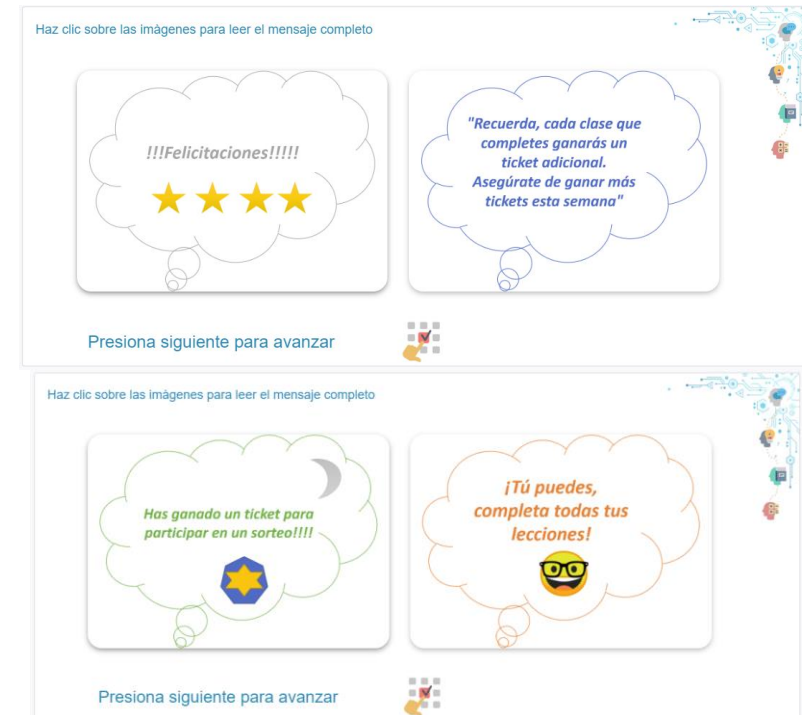 Haz clic sobre las imágenes para leer el mensaje completo
!!!Felicitaciones!!!!!
"Recuerda, cada clase que
completes ganarás un
ticket adicional.
Asegúrate de ganar más
tickets esta semana"
Presiona siguiente para avanzar
Haz clic sobre las imágenes para leer el mensaje completo
Has ganado un ticket para
participar en un sorteo!!!!
¡Tú puedes,
completa todas tus
lecciones!
Presiona siguiente para avanzar